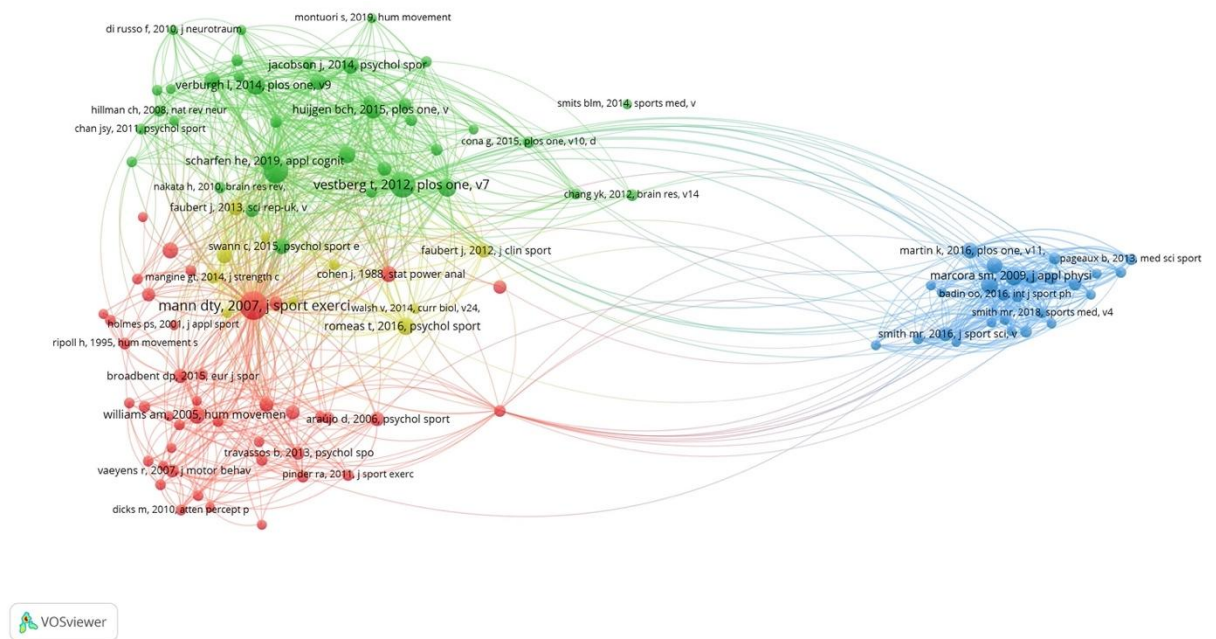 montuori s, 2019, hum movement
di russo f, 2010, j neurotraum
jacobson j, 2014, psychol spor
verburgh l, 2014, plos one, v9
smits blm, 2014, sports med, v
hillman ch, 2008, nat rev neur
huijgen bch, 2015, plos one, v
chan jsy, 2011, psychol sport
cona g, 2015, plos one, v10, d
scharfen he, 2019, appl cognit
nakata h, 2010, brain res rev,
vestberg t, 2012, plos one, v7
chang yk, 2012, brain res, v14
faubert j, 2013, sci rep-uk, v
swann c, 2015, psychol sport e
faubert j, 2012, j clin sport
martin k, 2016, plos one, v11,
pageaux b, 2013, med sci sport
mangine gt, 2014, j strength c
cohen j, 1988, stat power anal
marcora sm, 2009, j appl physi
badin oo, 2016, int j sport ph
mann dty, 2007, j sport exerci
walsh v, 2014, curr biol, v24,
smith mr, 2018, sports med, v4
holmes ps, 2001, j appl sport
romeas t, 2016, psychol sport
smith mr, 2016, j sport sci, v
ripoll h, 1995, hum movement s
broadbent dp, 2015, eur j spor
williams am, 2005, hum movemen
araújo d, 2006, psychol sport
travassos b, 2013, psychol spo
vaeyens r, 2007, j motor behav
pinder ra, 2011, j sport exerc
dicks m, 2010, atten percept p
VOSviewer